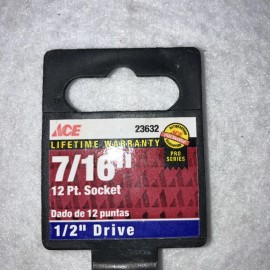 ACE 23632
LIFETIME WARRANTY
7/16"
PRO
SERIES
12 Pt. Socket
Dado de 12 puntas
1/2" Drive